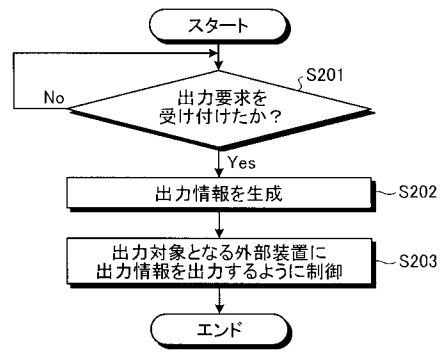 スタート
S201
出力要求を
受け付けたか？
No
Yes
出力情報を生成
S202
出力対象となる外部装置に
出力情報を出力するように制御
S203
エンド